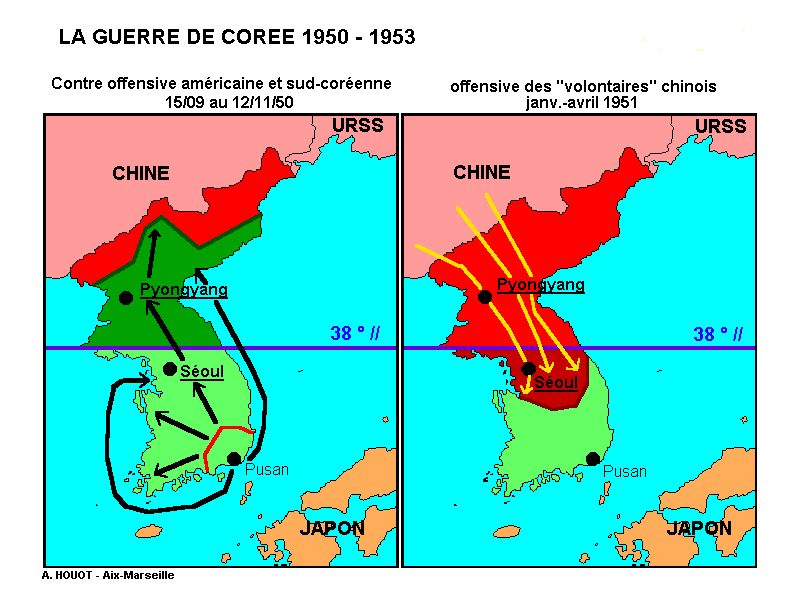 LA GUERRE DE COREE 1950 - 1953
Contre offensive américaine et sud-coréenne
15/09 au 12/11/50
URSS
CHINE
Pyongyang
38 ° //
Séoul
Pusan
JAPON
offensive des "volontaires" chinois
janv.-avril 1951
URSS
CHINE
Pyongyang
38 ° //
Séoul
Pusan
JAPON
A. HOUOT - Aix-Marseille